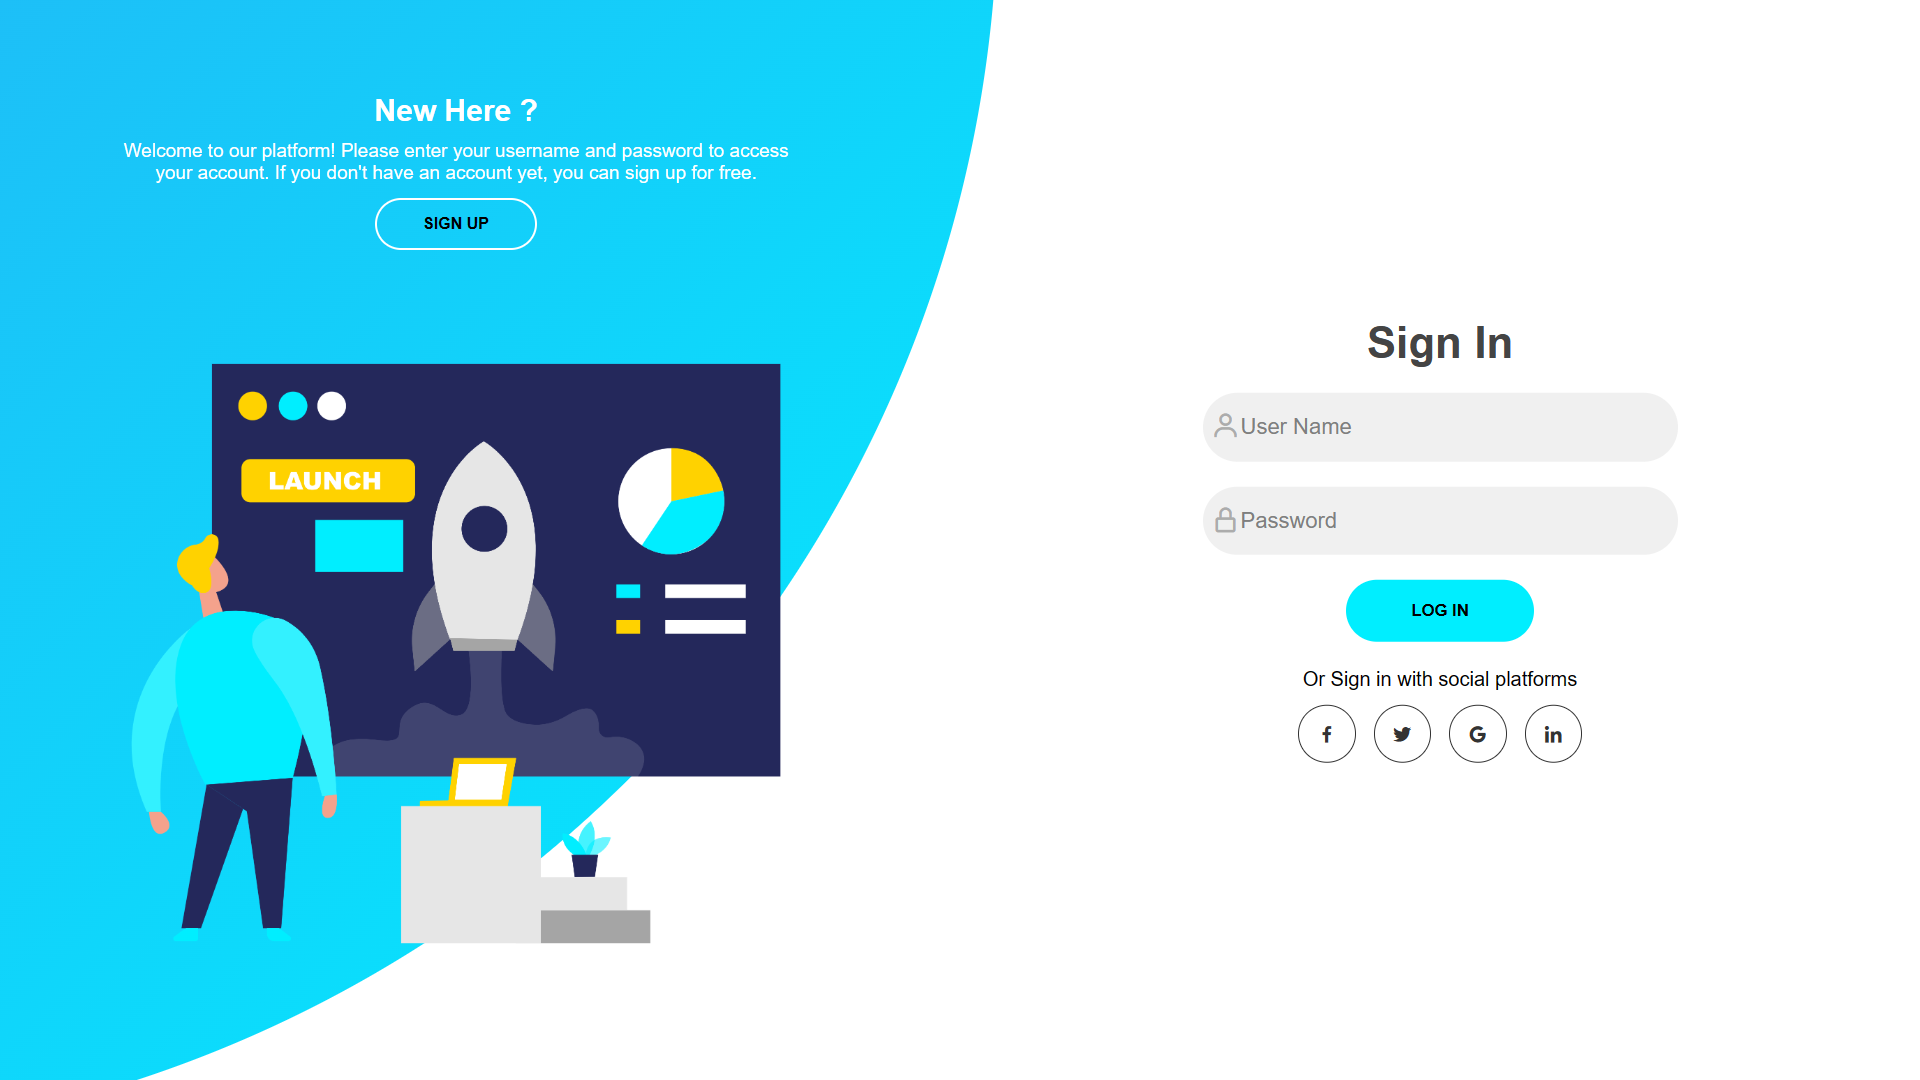 New Here ?
Welcome to our platform! Please enter your username and password to access
your account. If you don't have an account yet, you can sign up for free.
SIGN UP
LAUNCH
Sign In
User Name
Password
LOG IN
Or Sign in with social platforms